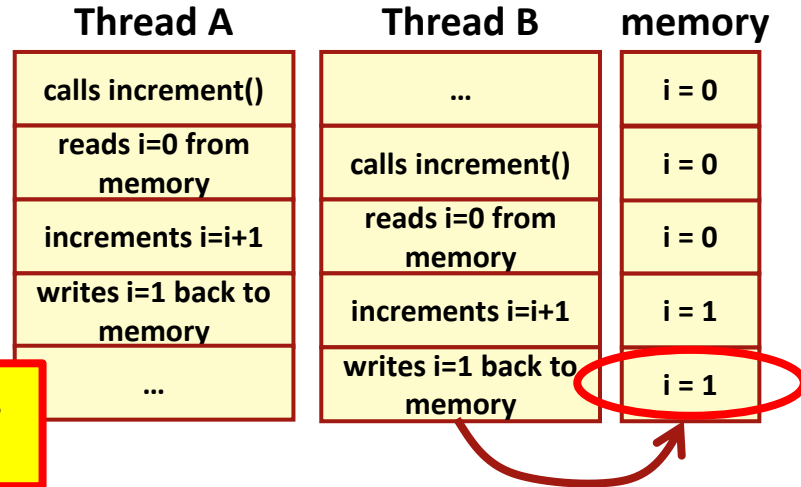 Thread A Thread B memory
calls increment() … i = 0
reads i=0 from
memory
calls increment() i = 0
increments i=i+1
reads i=0 from
memory
i = 0
writes i=1 back to
memory
increments i=i+1 i = 1
…
writes i=1 back to
memory
i = 1